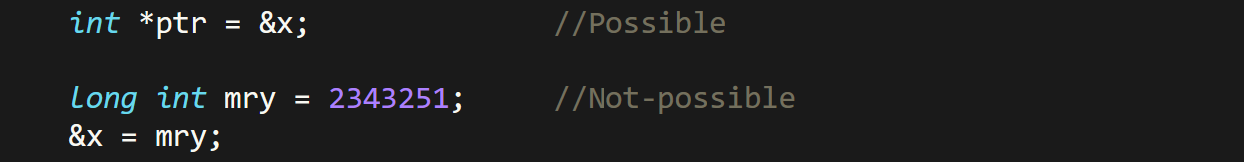 int *ptr = &x; //Possible
long int mry = 2343251; //Not-possible
&x = mry;